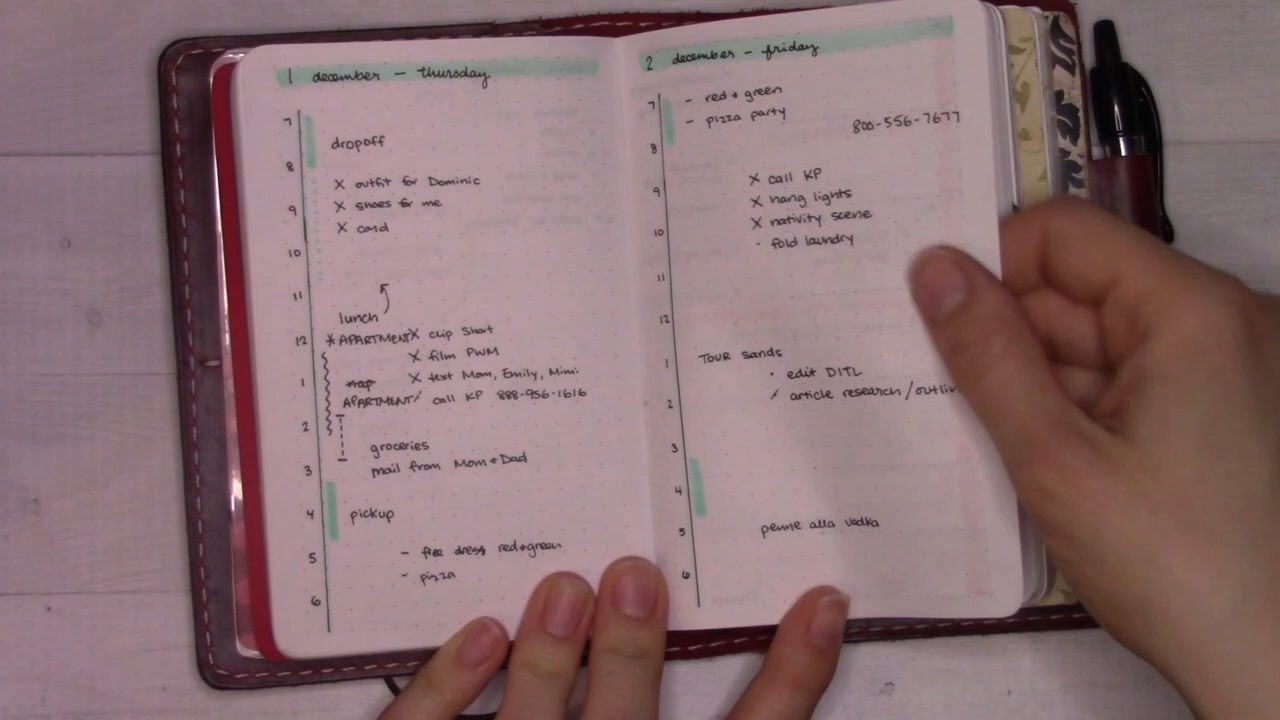 1 december - thursday
7
dropoff
8
X outfit for Dominic
X shoes for me
9
X card
10
11
lunch
12 * APARTMENT X clip Short
X film PWM
1 nap X text Mom, Emily, Mimi
APARTMENT / call KP 888-956-1616
2
groceries
3 mail from Mom & Dad
4 pickup
5 - free dress red + green
- pizza
6
2 december - friday
7 - red + green
- pizza party
800-556-7677
8
X call KP
9 X hang lights
X nativity scene
10 · fold laundry
11
12
TOUR Sands
1 · edit DITL
2 / article research /
3
4
5 penne alla vodka
6